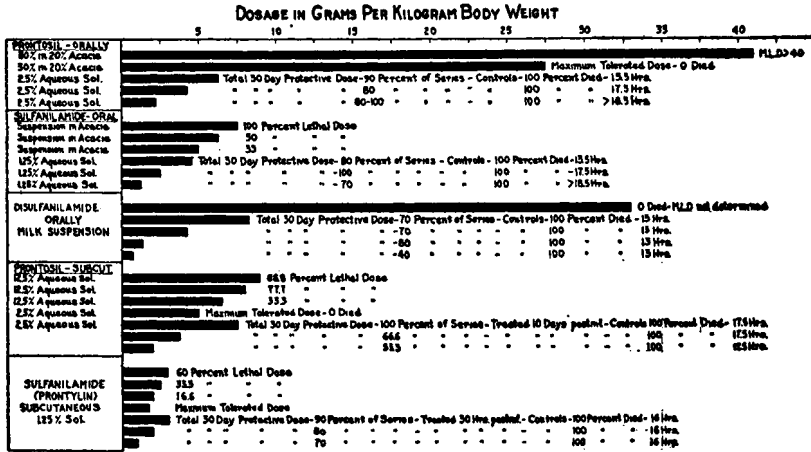 DOSAGE IN GRAMS PER KILOGRAM BODY WEIGHT
5 10 15 20 25 30 35 40
PRONTOSIL-ORALLY
80% in 20% Acacia M.L.D.>40
50% in 20% Acacia Maximum Tolerated Dose-0 Died
2.5% Aqueous Sol. Total 30 Day Protective Dose-90 Percent of Series-Controls-100 Percent Died-15.5 Hrs.
2.5% Aqueous Sol. " " " " " 80 " " " " 100 " " 17.5 "
2.5% Aqueous Sol. " " " " " 80-100 " " " " 100 " " >18.5 "
SULFANILAMIDE-ORAL
Suspension in Acacia 100 Percent Lethal Dose
Suspension in Acacia 50 " " "
Suspension in Acacia 33 " " "
1.25% Aqueous Sol. Total 30 Day Protective Dose-80 Percent of Series-Controls-100 Percent Died-15.5 Hrs.
1.25% Aqueous Sol. " " " " -100 " " " " 100 " " -17.5 Hrs.
1.25% Aqueous Sol. " " " " -70 " " " " 100 " " >18.5 Hrs.
DISULFANILAMIDE
ORALLY
MILK SUSPENSION
0 Died-M.L.D not determined
Total 30 Day Protective Dose-70 Percent of Series-Controls-100 Percent Died-13 Hrs.
" " " " -70 " " " " 100 " " 13 Hrs.
" " " " -80 " " " " 100 " " 13 Hrs.
" " " " -40 " " " " 100 " " 13 Hrs.
PRONTOSIL-SUBCUT
12.5% Aqueous Sol. 88.8 Percent Lethal Dose
12.5% Aqueous Sol. 77.7 " " "
12.5% Aqueous Sol. 33.3 " " "
2.5% Aqueous Sol. Maximum Tolerated Dose-0 Died
2.5% Aqueous Sol. Total 30 Day Protective Dose-100 Percent of Series-Treated 10 Days -Controls 100 Percent Died-17.5 Hrs.
" " " " 66.6 " " " " 100 " " 17.5 Hrs.
" " " " " " " " 100 " " Hrs.
SULFANILAMIDE
(PRONTYLIN)
SUBCUTANEOUS
1.25% Sol.
60 Percent Lethal Dose
33.3 " " "
16.6 " " "
Maximum Tolerated Dose
Total 30 Day Protective Dose-90 Percent of Series-Treated 30 Hrs. -Controls-100 Percent Died-16 Hrs.
" " " " 80 " " " " 100 " " -16 Hrs.
" " " " 70 " " " " 100 " " 16 Hrs.